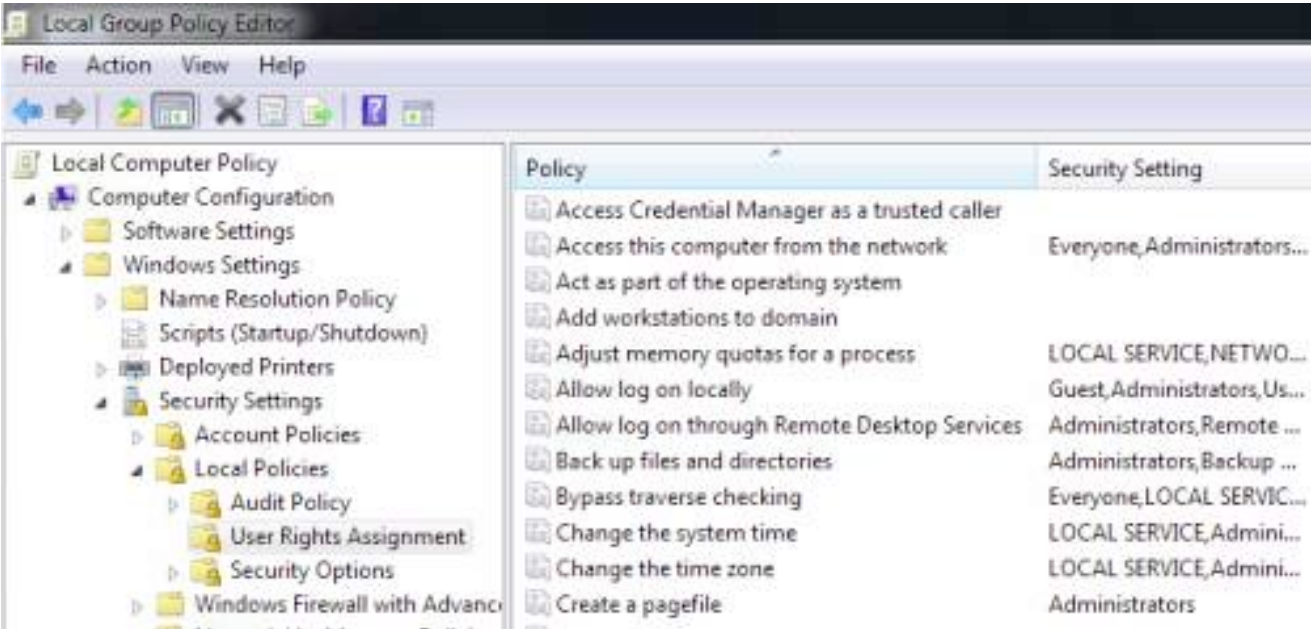 Local Group Policy Editor
File Action View Help
Local Computer Policy
Computer Configuration
Software Settings
Windows Settings
Name Resolution Policy
Scripts (Startup/Shutdown)
Deployed Printers
Security Settings
Account Policies
Local Policies
Audit Policy
User Rights Assignment
Security Options
Windows Firewall with Advanc
Policy Security Setting
Access Credential Manager as a trusted caller
Access this computer from the network Everyone,Administrators...
Act as part of the operating system
Add workstations to domain
Adjust memory quotas for a process LOCAL SERVICE,NETWO...
Allow log on locally Guest,Administrators,Us...
Allow log on through Remote Desktop Services Administrators,Remote ...
Back up files and directories Administrators,Backup ...
Bypass traverse checking Everyone,LOCAL SERVIC...
Change the system time LOCAL SERVICE,Admini...
Change the time zone LOCAL SERVICE,Admini...
Create a pagefile Administrators